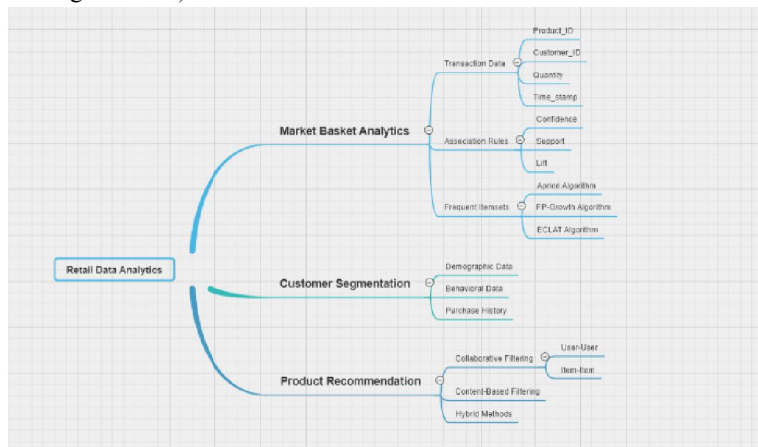 Product_ID
Customer_ID
Transaction Data
Quantity
Time_stamp
Confidence
Market Basket Analytics
Association Rules
Support
Lift
Apriori Algorithm
Frequent Itemsets
FP-Growth Algorithm
ECLAT Algorithm
Retail Data Analytics
Demographic Data
Customer Segmentation
Behavioral Data
Purchase History
User-User
Collaborative Filtering
Item-Item
Product Recommendation
Content-Based Filtering
Hybrid Methods